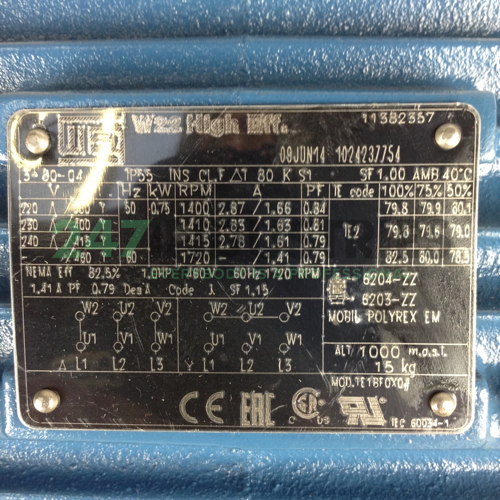 WEG W22 High Eff. 11382357
08JUN14 1024237754
3~80-04 IP55 INS CL.F ΔT 80 K S1 SF 1.00 AMB 40°C
V Hz kW RPM A PF IE code 100% 75% 50%
220 Δ 380 Y 50 0.75 1400 2.87 / 1.66 0.84 79.8 79.9 80.1
230 400 1410 2.83 / 1.63 0.81 IE2 79.8 79.0
240 Δ 415 1415 2.78 / 1.61 0.79
460 Y 60 1720 - / 1.41 0.79 82.5 80.0 78.5
NEMA Eff 82.5% 1.0HP 460V 60Hz 1720 RPM
1.41 A PF 0.79 Des A Code SF 1.15
6204-ZZ
6203-ZZ
MOBIL POLYREX EM
W2 U2 V2 W2 U2 V2
U1 V1 W1 U1 V1 W1
Δ L1 L2 L3 Y L1 L2 L3
ALT 1000 m.a.s.l.
15 kg
MOD.TE1BF0X0
CE EAC
C US
IEC 60034-1